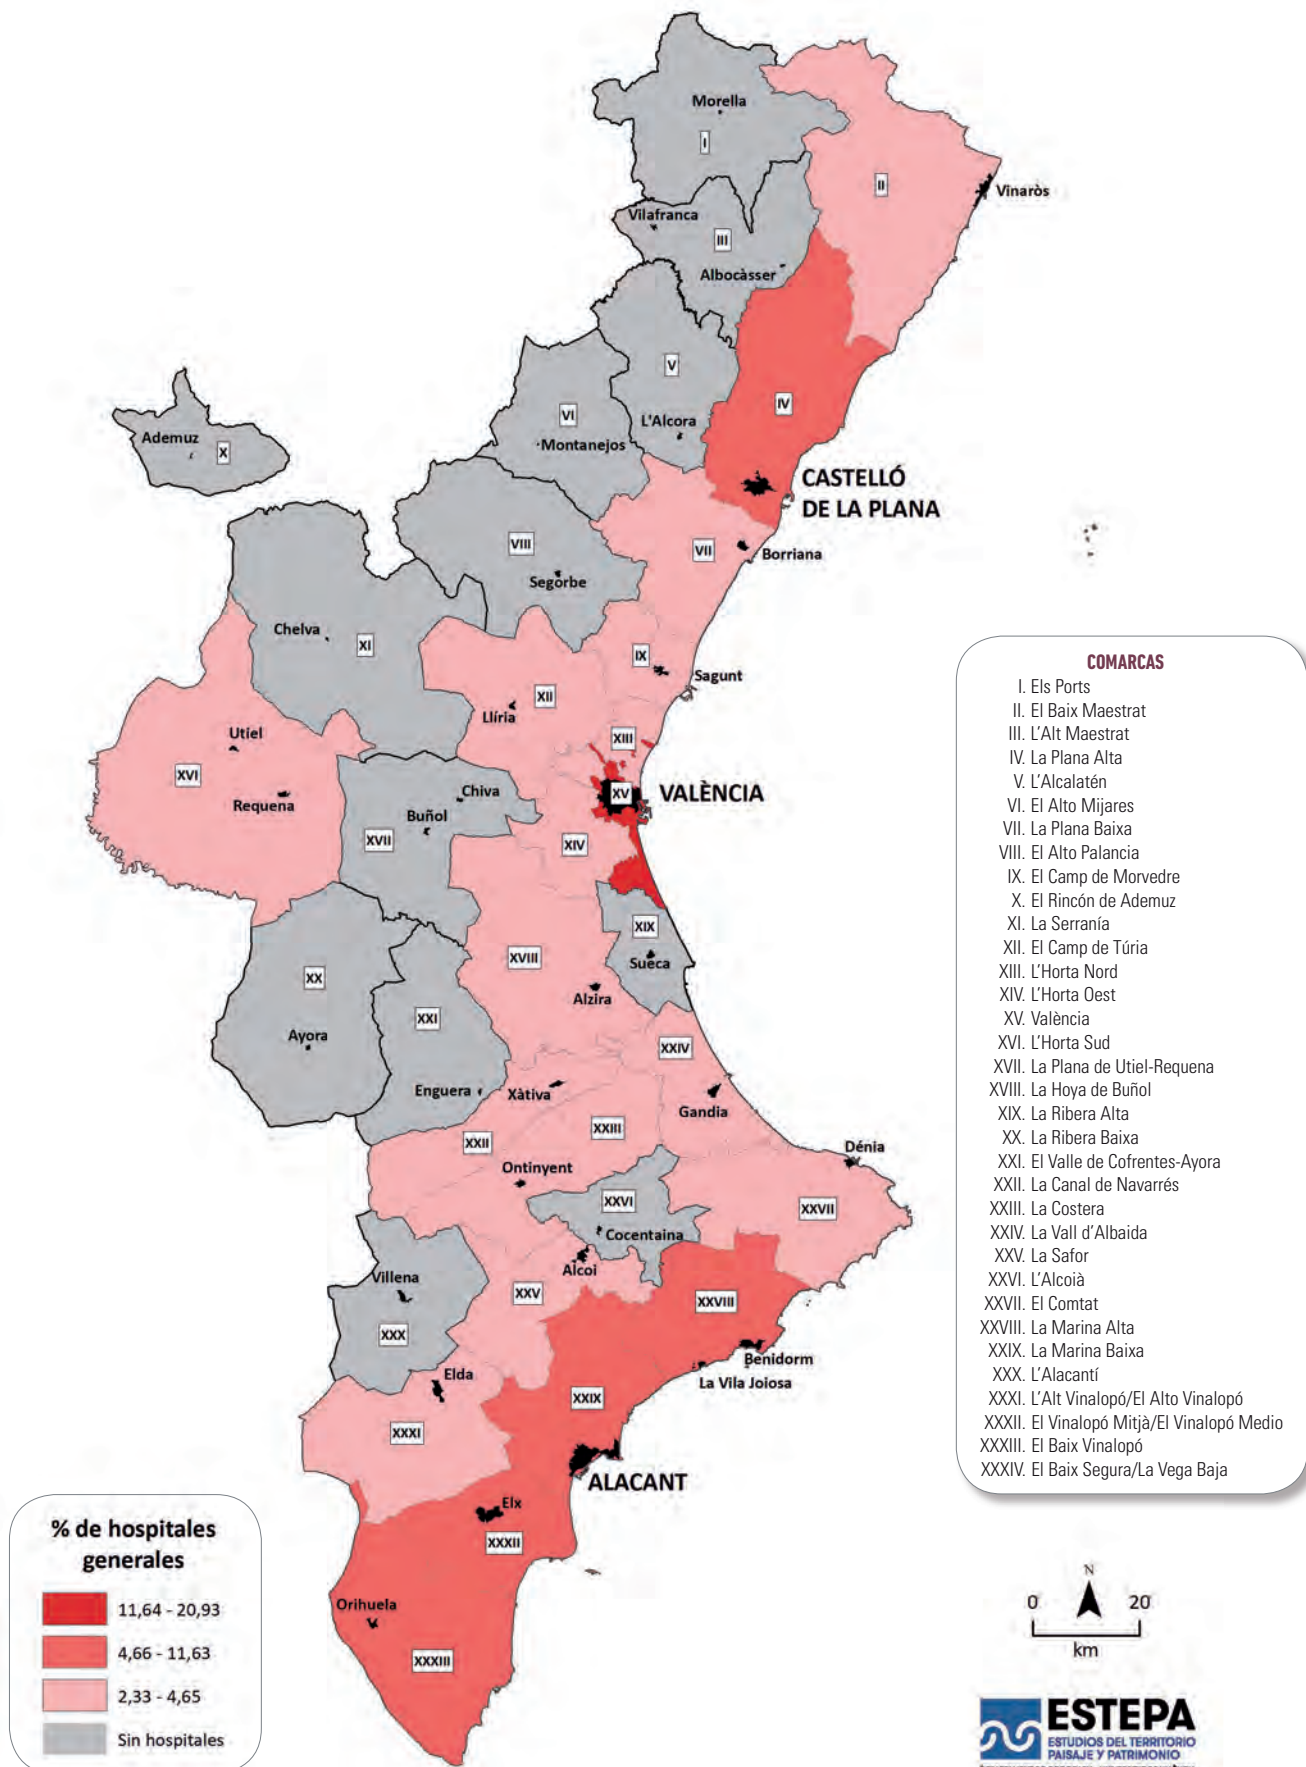 Morella
I
II
Vinaròs
Vilafranca
III
Albocàsser
V
L'Alcora
IV
VI
Montanejos
Ademuz
X
CASTELLÓ
DE LA PLANA
VIII
Segorbe
VII
Borriana
Chelva
XI
IX
Sagunt
XII
Llíria
XIII
Utiel
XVI
Requena
XV
VALÈNCIA
Chiva
Buñol
XVII
XIV
XIX
Sueca
XVIII
Alzira
XX
Ayora
XXI
Enguera
XXIV
Gandia
Xàtiva
XXII
XXIII
Ontinyent
Dénia
XXVI
Cocentaina
XXVII
Alcoi
Villena
XXV
XXVIII
XXX
Benidorm
La Vila Joiosa
Elda
XXIX
XXXI
ALACANT
Elx
XXXII
Orihuela
XXXIII
COMARCAS
I. Els Ports
II. El Baix Maestrat
III. L'Alt Maestrat
IV. La Plana Alta
V. L'Alcalatén
VI. El Alto Mijares
VII. La Plana Baixa
VIII. El Alto Palancia
IX. El Camp de Morvedre
X. El Rincón de Ademuz
XI. La Serranía
XII. El Camp de Túria
XIII. L'Horta Nord
XIV. L'Horta Oest
XV. València
XVI. L'Horta Sud
XVII. La Plana de Utiel-Requena
XVIII. La Hoya de Buñol
XIX. La Ribera Alta
XX. La Ribera Baixa
XXI. El Valle de Cofrentes-Ayora
XXII. La Canal de Navarrés
XXIII. La Costera
XXIV. La Vall d'Albaida
XXV. La Safor
XXVI. L'Alcoià
XXVII. El Comtat
XXVIII. La Marina Alta
XXIX. La Marina Baixa
XXX. L'Alacantí
XXXI. L'Alt Vinalopó/El Alto Vinalopó
XXXII. El Vinalopó Mitjà/El Vinalopó Medio
XXXIII. El Baix Vinalopó
XXXIV. El Baix Segura/La Vega Baja
% de hospitales
generales
11,64 - 20,93
4,66 - 11,63
2,33 - 4,65
Sin hospitales
N
0 20
km
ESTEPA
ESTUDIOS DEL TERRITORIO
PAISAJE Y PATRIMONIO